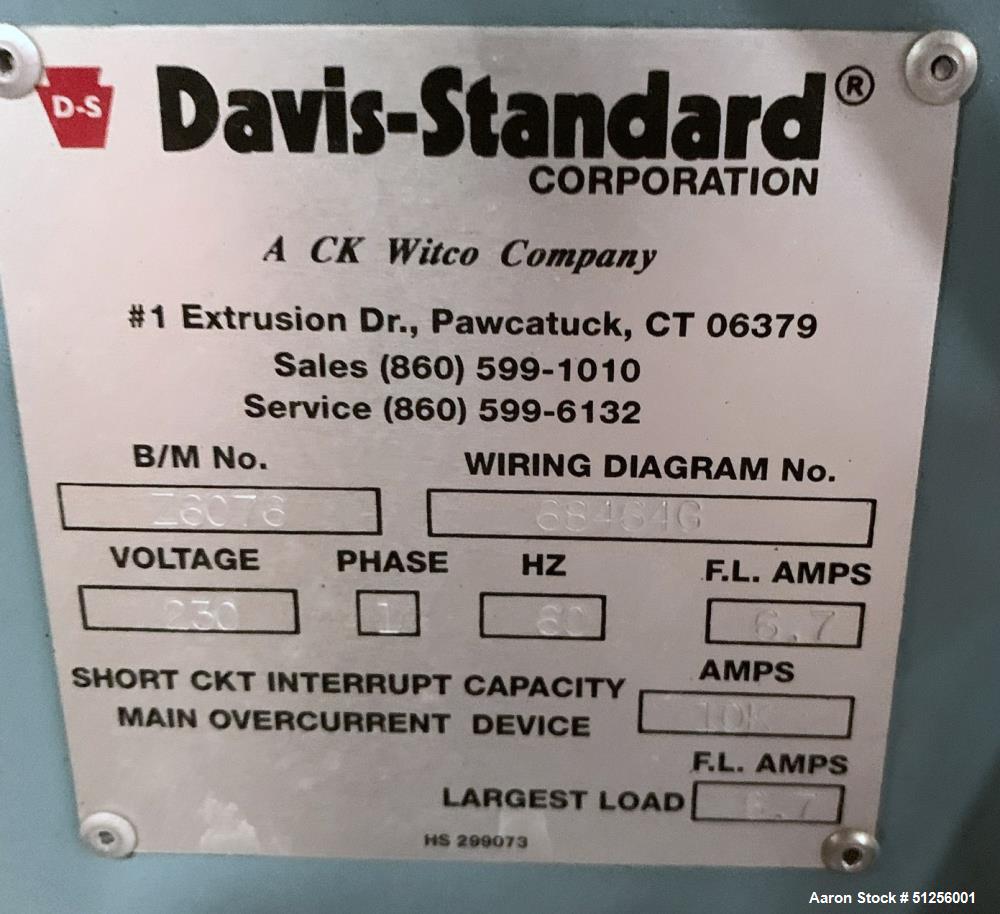 D-S Davis-Standard®
CORPORATION
A CK Witco Company
#1 Extrusion Dr., Pawcatuck, CT 06379
Sales (860) 599-1010
Service (860) 599-6132
B/M No. WIRING DIAGRAM No.
VOLTAGE PHASE HZ F.L. AMPS
230 1 60 6.7
SHORT CKT INTERRUPT CAPACITY AMPS
MAIN OVERCURRENT DEVICE 10K
F.L. AMPS
LARGEST LOAD 6.7
HS 299073
Aaron Stock # 51256001